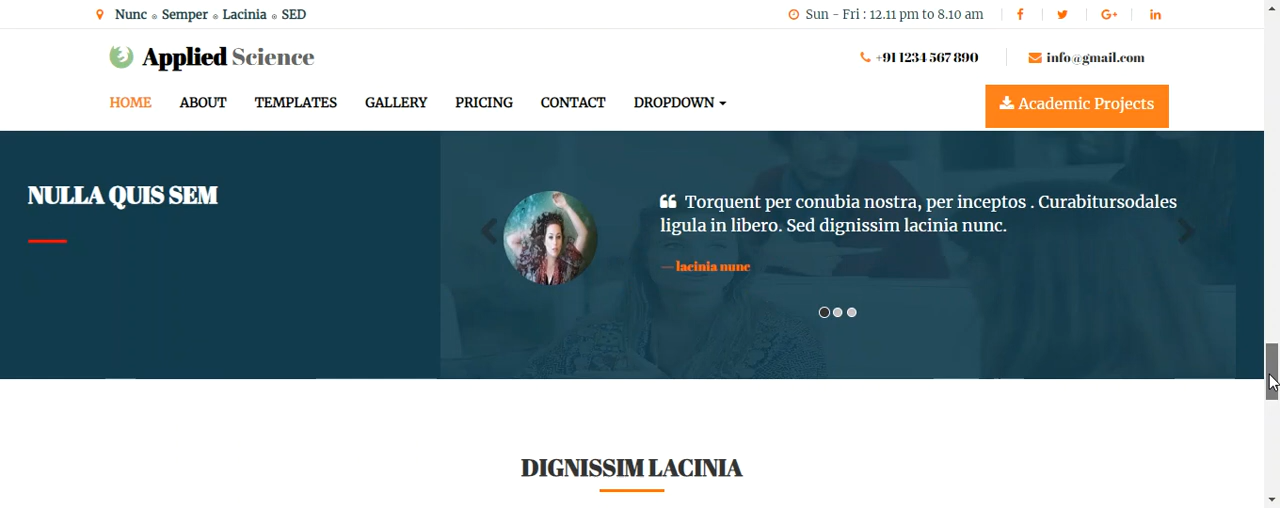 Nunc Semper Lacinia SED
Sun - Fri : 12.11 pm to 8.10 am
Applied Science
+91 1234 567 890
info@gmail.com
HOME ABOUT TEMPLATES GALLERY PRICING CONTACT DROPDOWN
Academic Projects
NULLA QUIS SEM
Torquent per conubia nostra, per inceptos . Curabitursodales
ligula in libero. Sed dignissim lacinia nunc.
— lacinia nunc
DIGNISSIM LACINIA